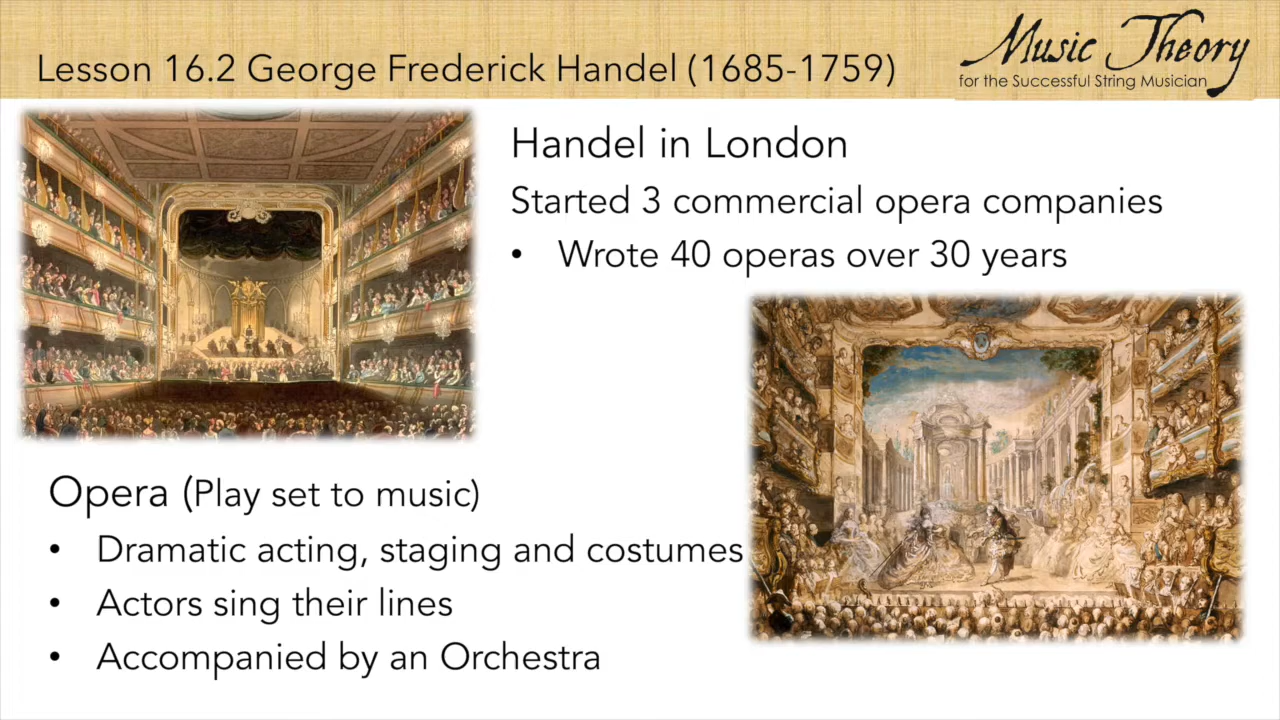 Lesson 16.2 George Frederick Handel (1685-1759)
Music Theory
for the Successful String Musician
Handel in London
Started 3 commercial opera companies
• Wrote 40 operas over 30 years
Opera (Play set to music)
• Dramatic acting, staging and costumes
• Actors sing their lines
• Accompanied by an Orchestra